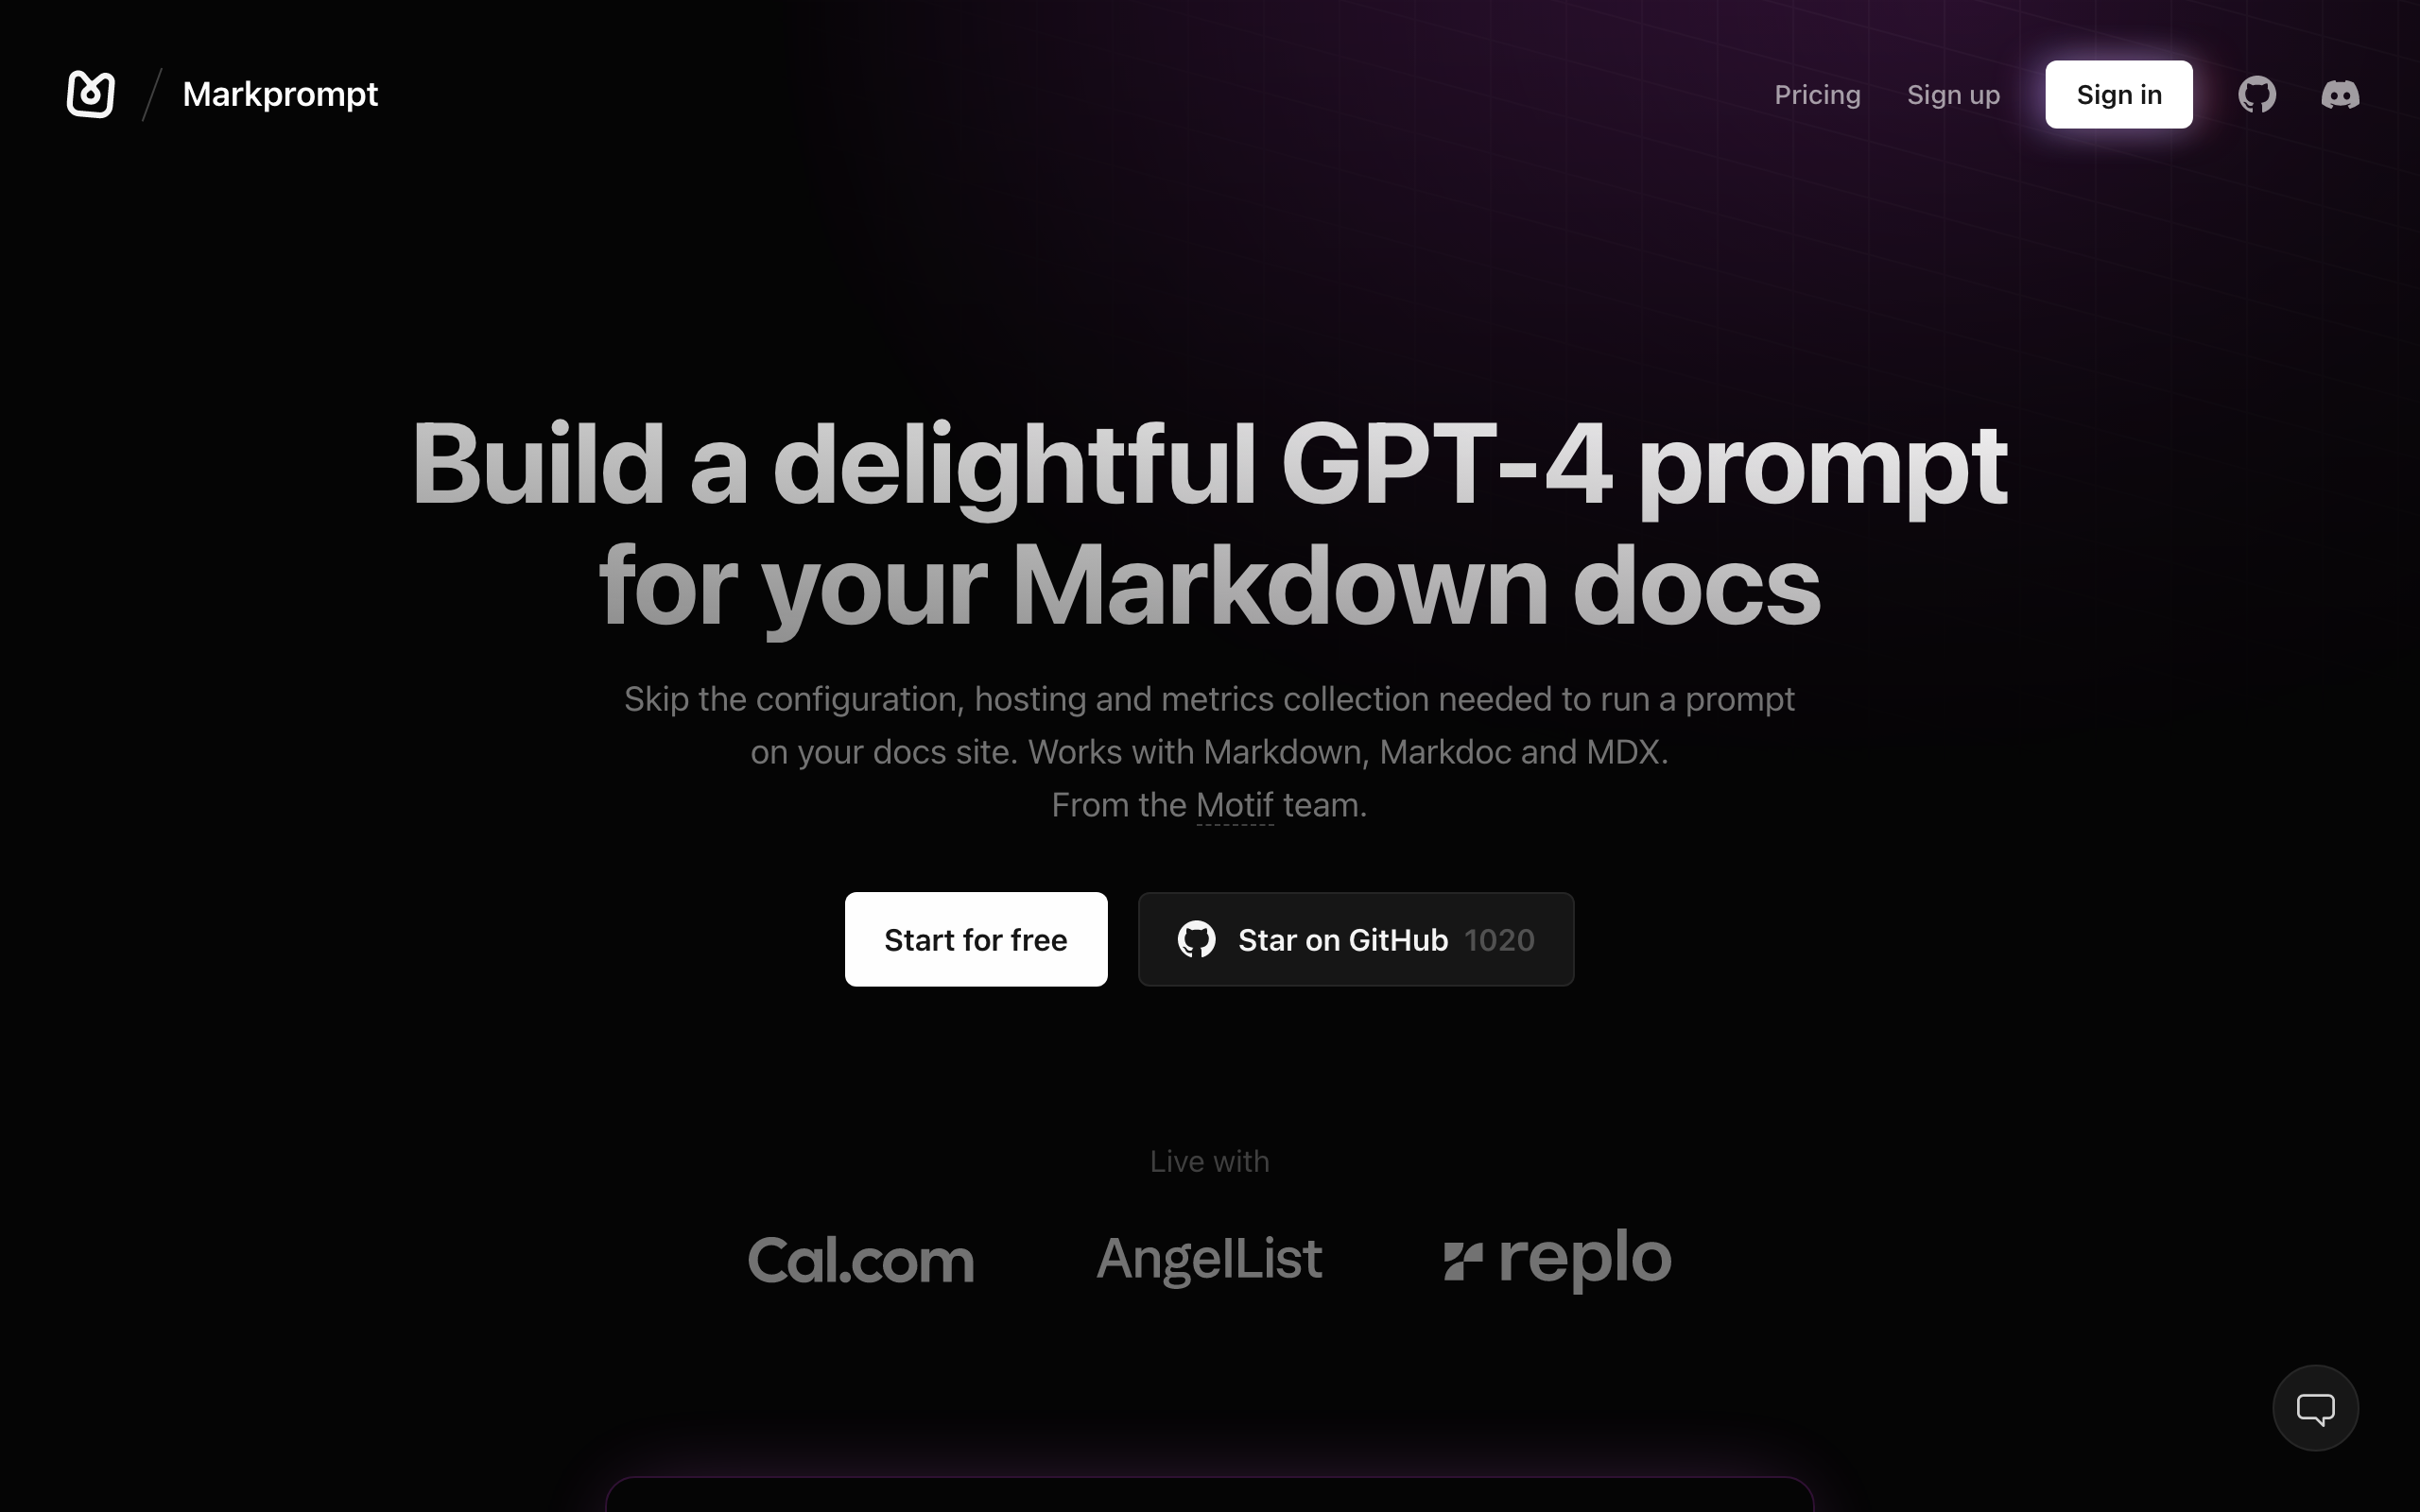 Markprompt
Pricing
Sign up
Sign in
Build a delightful GPT-4 prompt
for your Markdown docs
Skip the configuration, hosting and metrics collection needed to run a prompt
on your docs site. Works with Markdown, Markdoc and MDX.
From the Motif team.
Start for free
Star on GitHub 1020
Live with
Cal.com
AngelList
replo